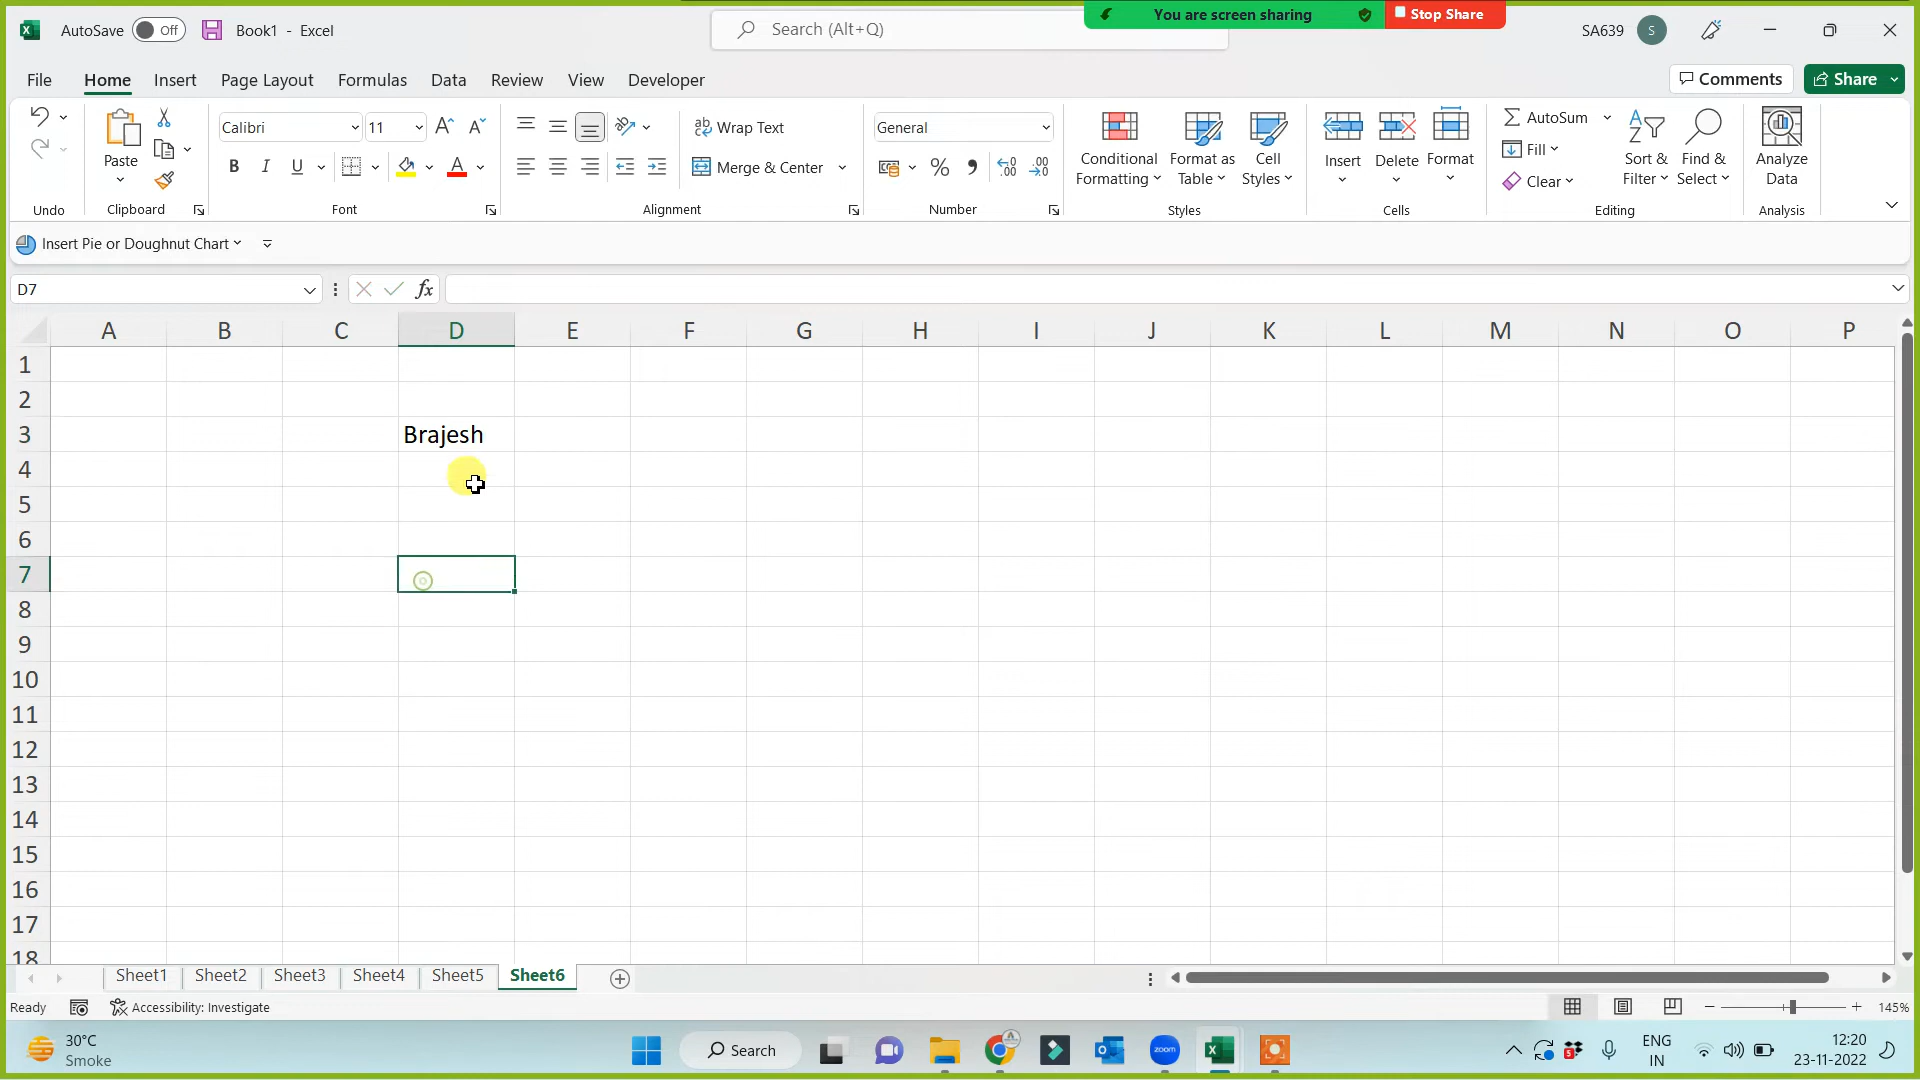 You are screen sharing
Stop Share
AutoSave
Off
Book1 - Excel
Search (Alt+Q)
SA639
S
File
Home
Insert
Page Layout
Formulas
Data
Review
View
Developer
Comments
Share
Paste
Calibri
11
B
I
U
A
Wrap Text
Merge & Center
General
%
Conditional
Formatting
Format as
Table
Cell
Styles
Insert
Delete
Format
AutoSum
Fill
Clear
Sort &
Filter
Find &
Select
Analyze
Data
Undo
Clipboard
Font
Alignment
Number
Styles
Cells
Editing
Analysis
Insert Pie or Doughnut Chart
D7
fx
A B C D E F G H I J K L M N O P
1
2
3 Brajesh
4
5
6
7
8
9
10
11
12
13
14
15
16
17
18
Sheet1
Sheet2
Sheet3
Sheet4
Sheet5
Sheet6
Ready
Accessibility: Investigate
145%
30°C
Smoke
Search
zoom
ENG
IN
12:20
23-11-2022